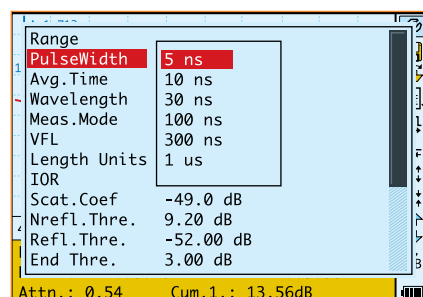 Range
PulseWidth 5 ns
Avg.Time 10 ns
Wavelength 30 ns
Meas.Mode 100 ns
VFL 300 ns
Length Units 1 us
IOR
Scat.Coef -49.0 dB
Nrefl.Thre. 9.20 dB
Refl.Thre. -52.00 dB
End Thre. 3.00 dB
Attn.: 0.54 Cum.l.: 13.56dB